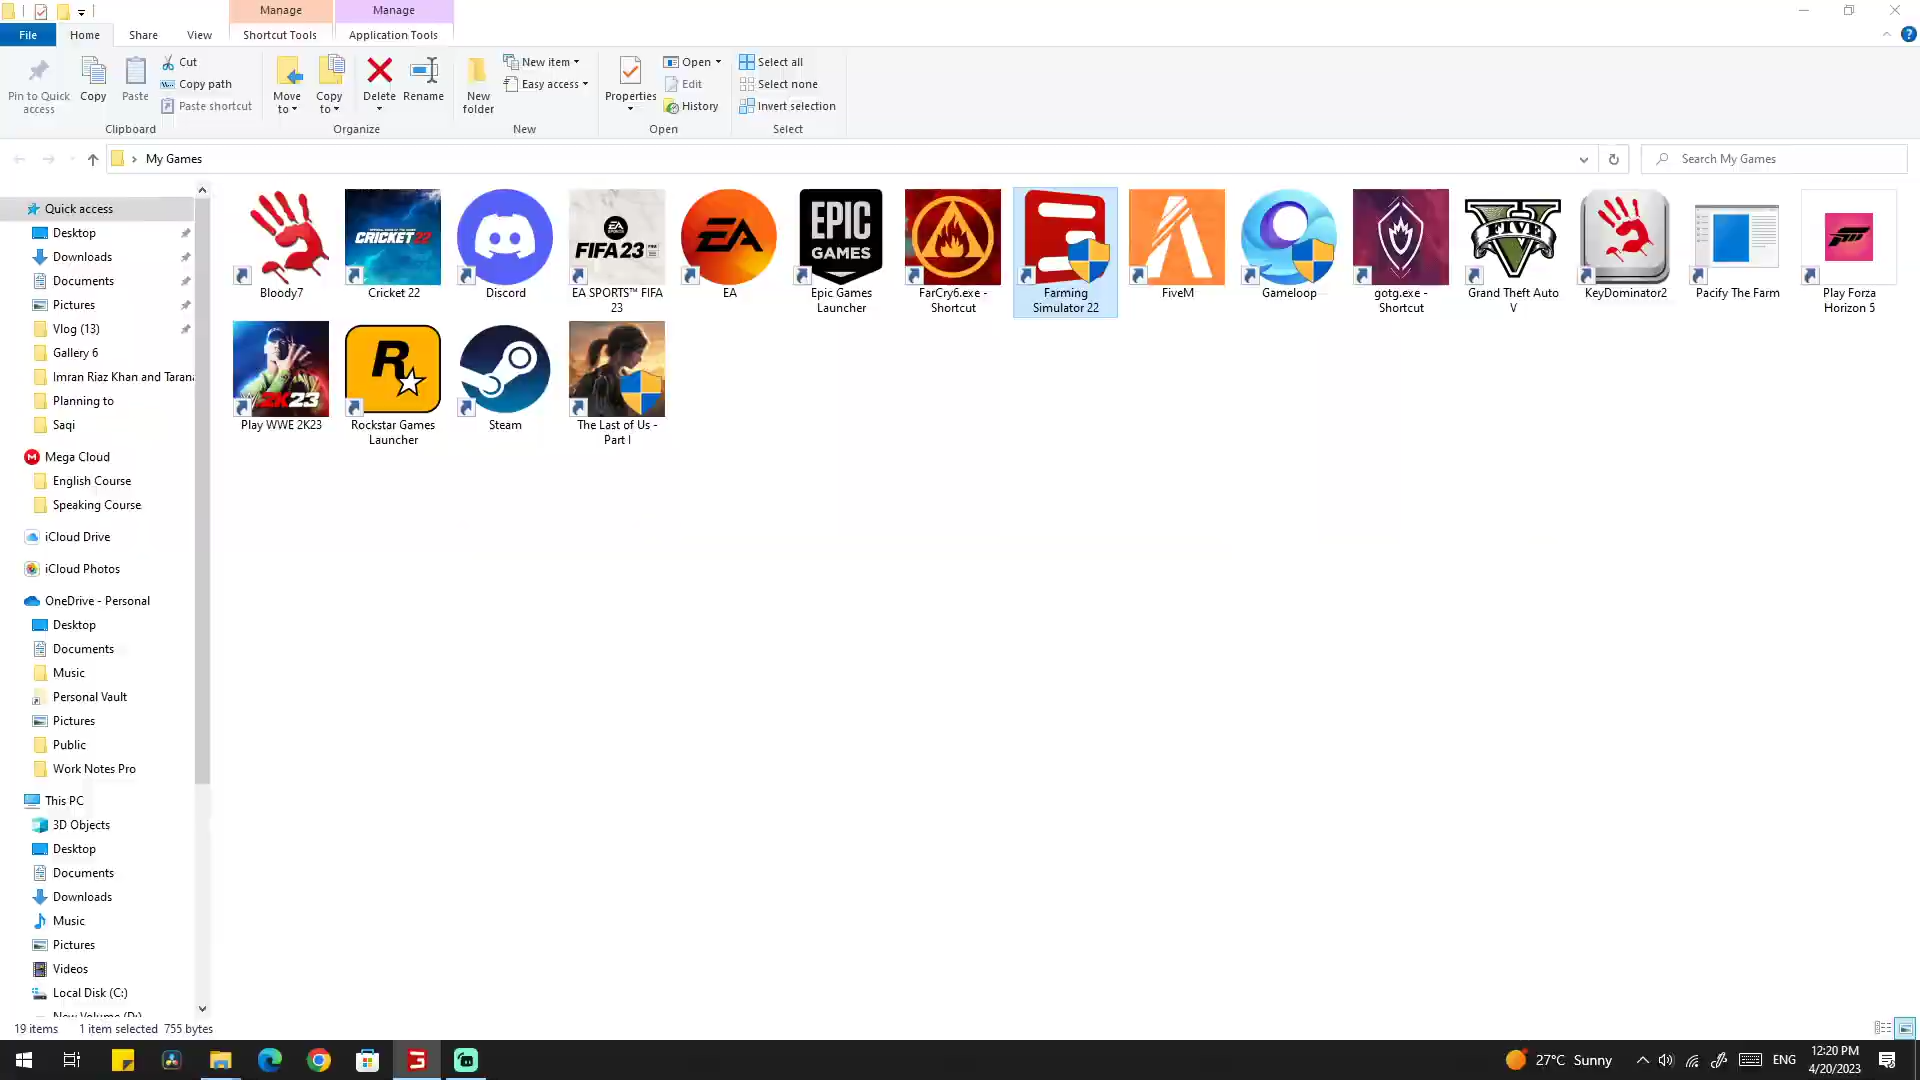 Manage
Manage
File
Home
Share
View
Shortcut Tools
Application Tools
Pin to Quick
access
Copy
Paste
Cut
Copy path
Paste shortcut
Clipboard
Move
to
Copy
to
Delete
Rename
Organize
New
folder
New item
Easy access
New
Properties
Open
Edit
History
Open
Select all
Select none
Invert selection
Select
My Games
Search My Games
Quick access
Desktop
Downloads
Documents
Pictures
Vlog (13)
Gallery 6
Imran Riaz Khan and Tarana
Planning to
Saqi
Mega Cloud
English Course
Speaking Course
iCloud Drive
iCloud Photos
OneDrive - Personal
Desktop
Documents
Music
Personal Vault
Pictures
Public
Work Notes Pro
This PC
3D Objects
Desktop
Documents
Downloads
Music
Pictures
Videos
Local Disk (C:)
New Volume (D:)
CRICKET 22
EA SPORTS
FIFA 23
EA
EPIC
GAMES
V
FIVE
Bloody7
Cricket 22
Discord
EA SPORTS™ FIFA
23
EA
Epic Games
Launcher
FarCry6.exe -
Shortcut
Farming
Simulator 22
FiveM
Gameloop
gotg.exe -
Shortcut
Grand Theft Auto
V
KeyDominator2
Pacify The Farm
Play Forza
Horizon 5
2K23
R
Play WWE 2K23
Rockstar Games
Launcher
Steam
The Last of Us -
Part I
19 items
1 item selected
755 bytes
27°C Sunny
ENG
12:20 PM
4/20/2023